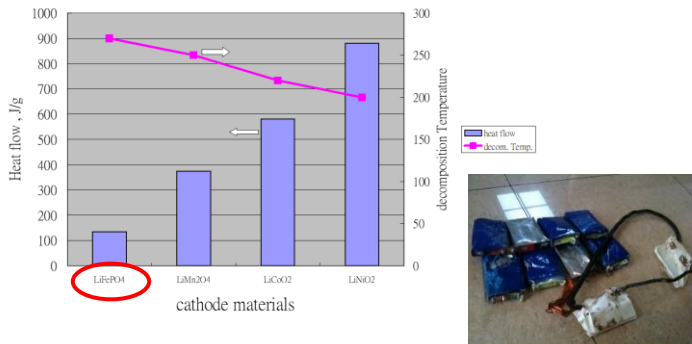 1000
900
800
700
600
500
400
300
200
100
0
Heat flow , J/g
300
250
200
150
100
50
0
decomposition Temperature
heat flow
decom. Temp.
LiFePO4
LiMn2O4
LiCoO2
LiNiO2
cathode materials